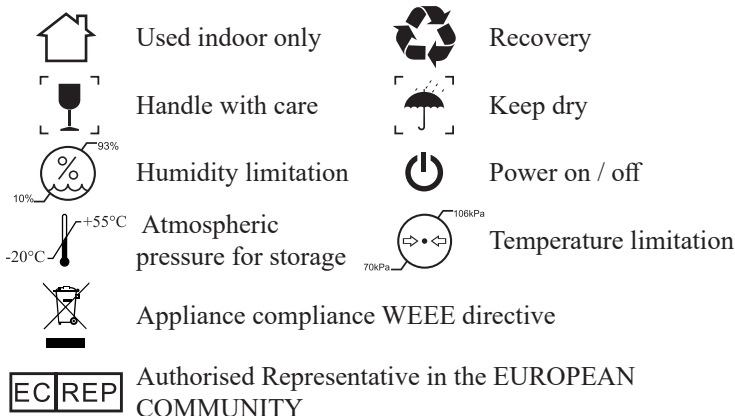 Used indoor only
Recovery
Handle with care
Keep dry
93%
10%
Humidity limitation
Power on / off
+55°C
-20°C
Atmospheric
pressure for storage
106kPa
70kPa
Temperature limitation
Appliance compliance WEEE directive
EC REP
Authorised Representative in the EUROPEAN
COMMUNITY